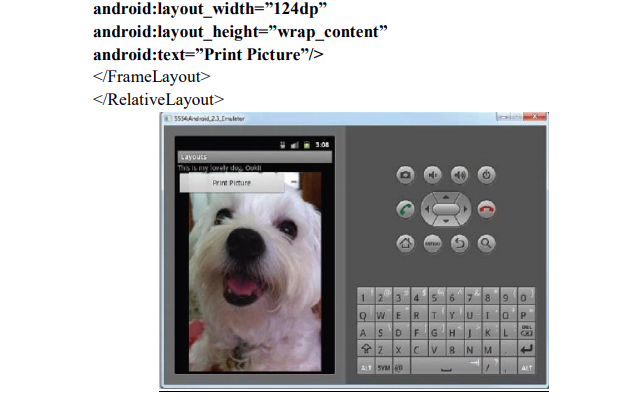 android:layout_width=”124dp”
android:layout_height=”wrap_content”
android:text=”Print Picture”/>
</FrameLayout>
</RelativeLayout>
5554:Android_2.3_Emulator
3:08
Layouts
This is my lovely dog, Ookii
Print Picture
MENU
1 2 3 4 5 6 7 8 9 0
Q W E R T Y U I O P
A S D F G H J K L DEL
Z X C V B N M .
ALT SYM @ / , ALT